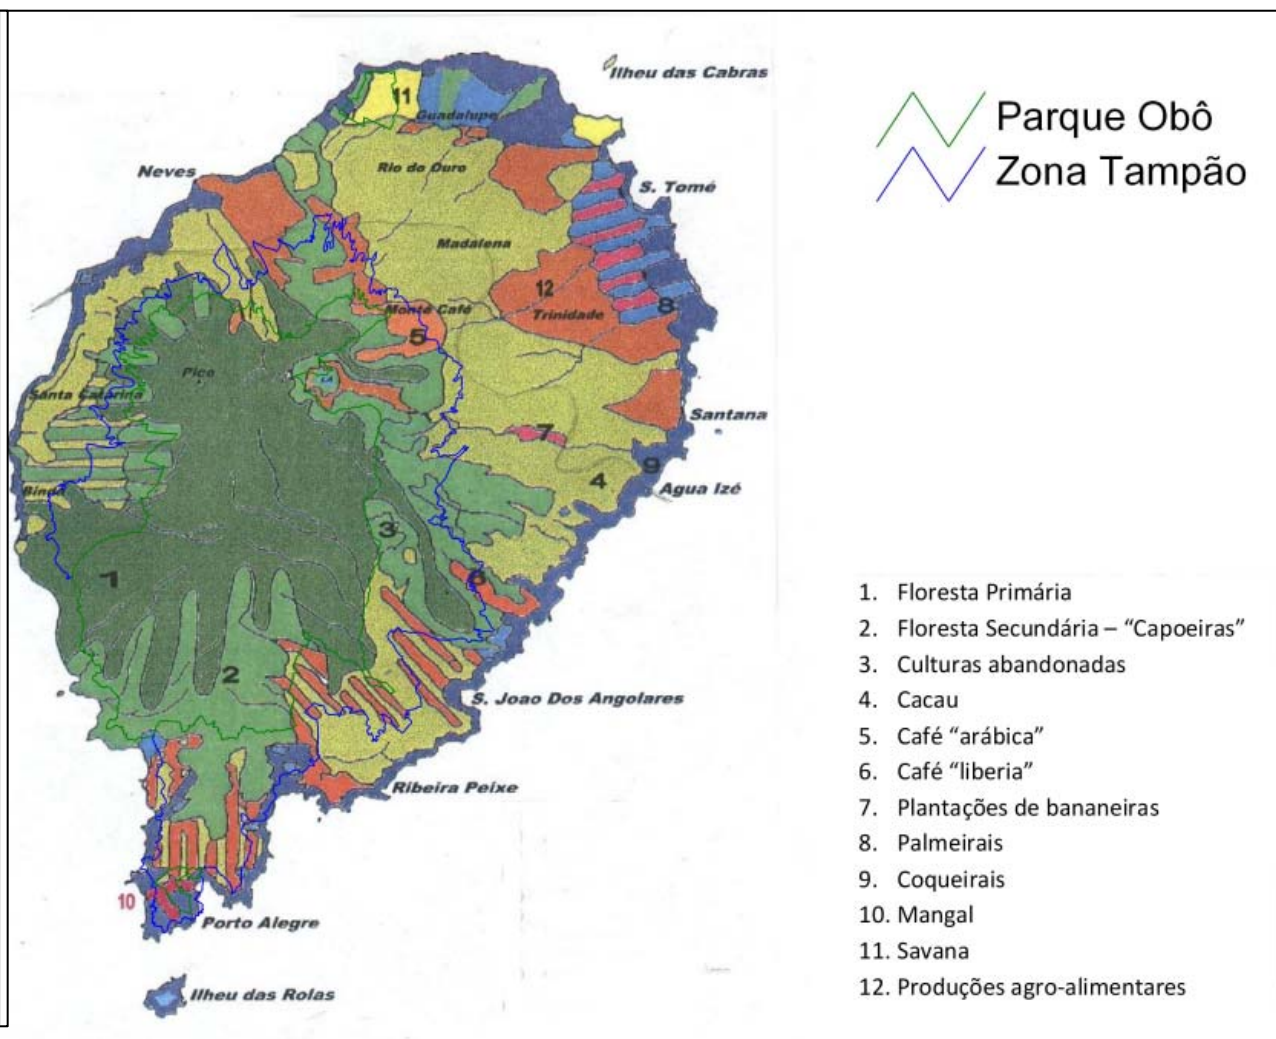 Ilheu das Cabras
11
Guadalupe
Neves
Rio do Ouro
S. Tomé
Madalena
12
8
Monte Café
Trinidade
5
Pico
Santa Catarina
Santana
7
9
4
Agua Izé
Bindá
3
1
6
2
S. Joao Dos Angolares
Ribeira Peixe
10
Porto Alegre
Ilheu das Rolas
Parque Obô
Zona Tampão
1. Floresta Primária
2. Floresta Secundária – “Capoeiras”
3. Culturas abandonadas
4. Cacau
5. Café “arábica”
6. Café “liberia”
7. Plantações de bananeiras
8. Palmeirais
9. Coqueirais
10. Mangal
11. Savana
12. Produções agro-alimentares